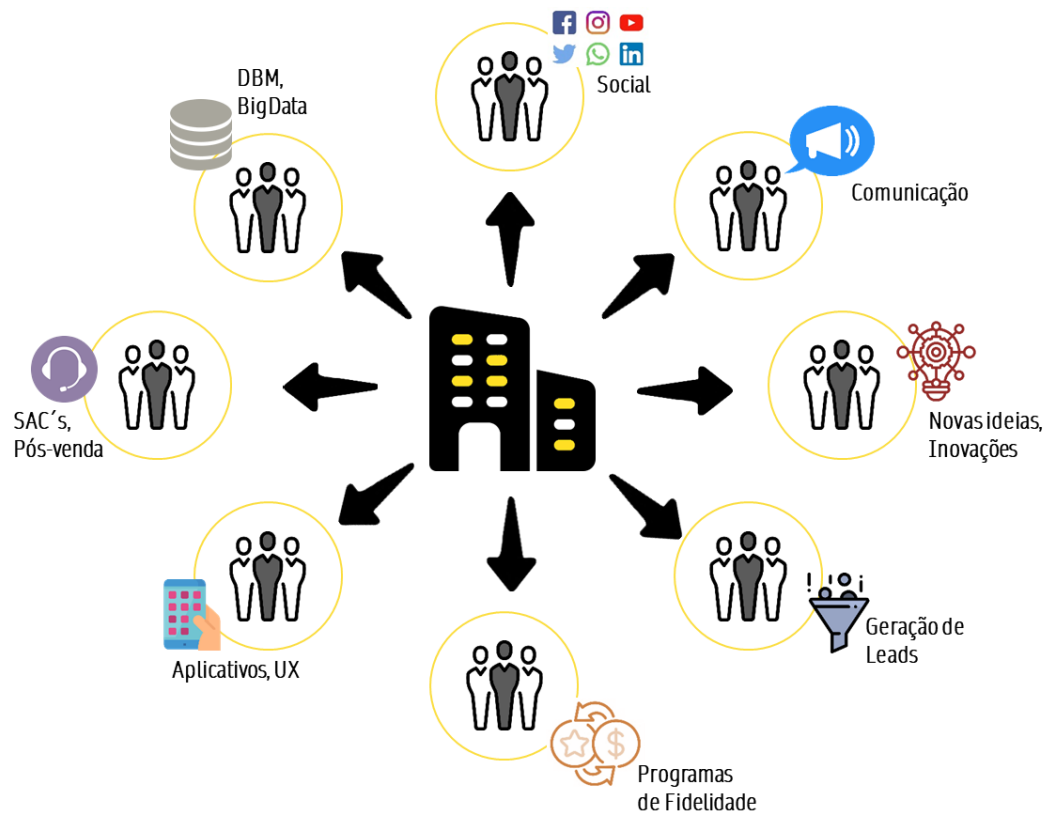 Social
DBM,
BigData
Comunicação
SAC´s,
Pós-venda
Novas ideias,
Inovações
Aplicativos, UX
Geração de
Leads
Programas
de Fidelidade